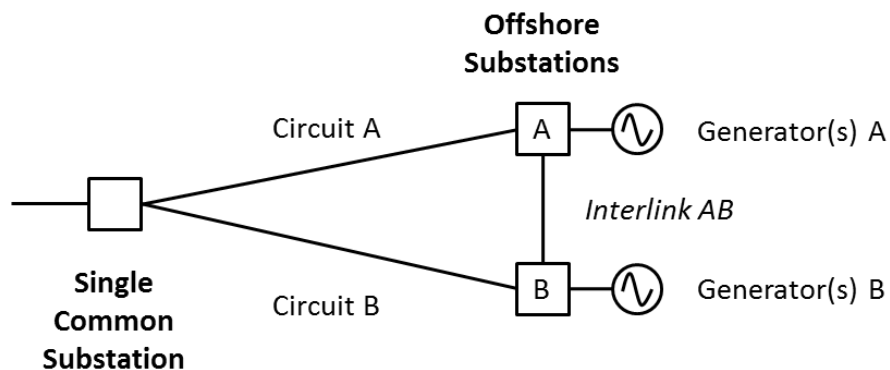 Offshore
Substations
Circuit A
A
Generator(s) A
Interlink AB
B
Generator(s) B
Circuit B
Single
Common
Substation